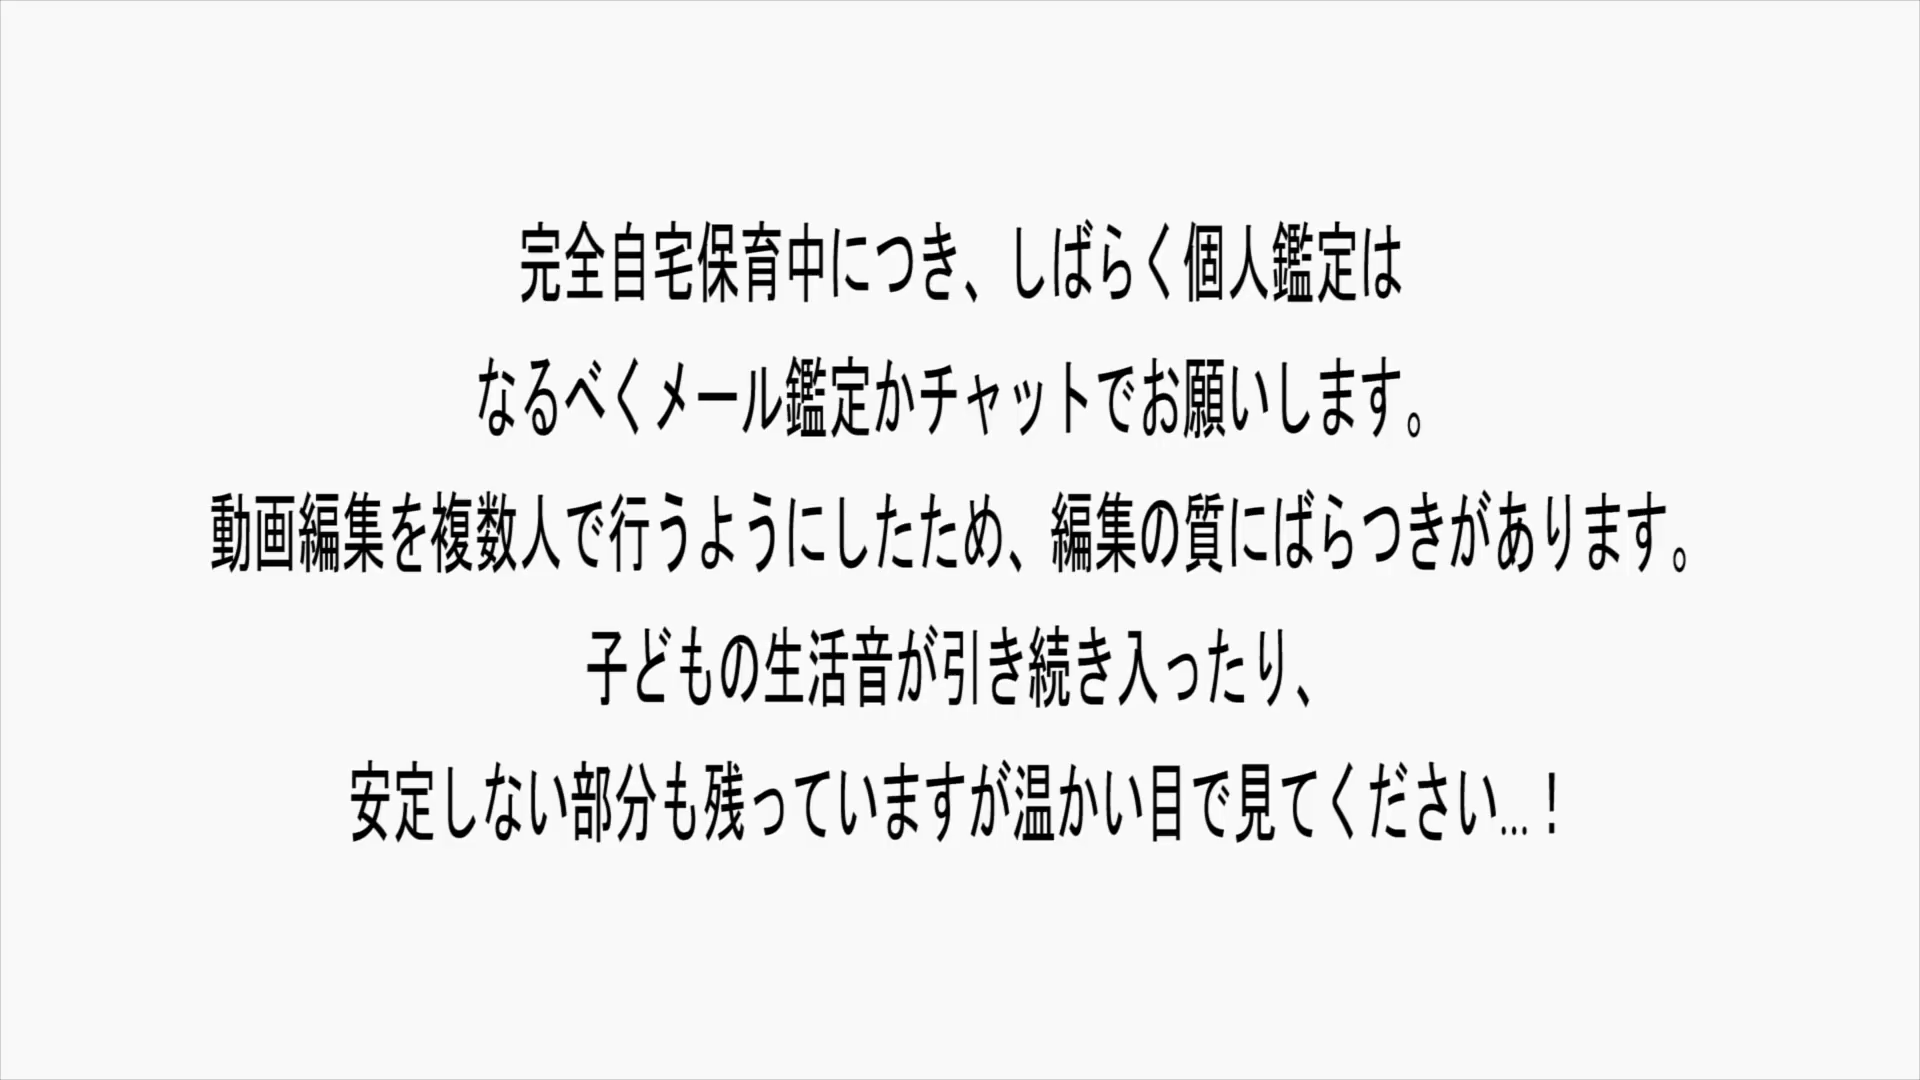 完全自宅保育中につき、しばらく個人鑑定は
なるべくメール鑑定かチャットでお願いします。
動画編集を複数人で行うようにしたため、編集の質にばらつきがあります。
子どもの生活音が引き続き入ったり、
安定しない部分も残っていますが温かい目で見てください...！